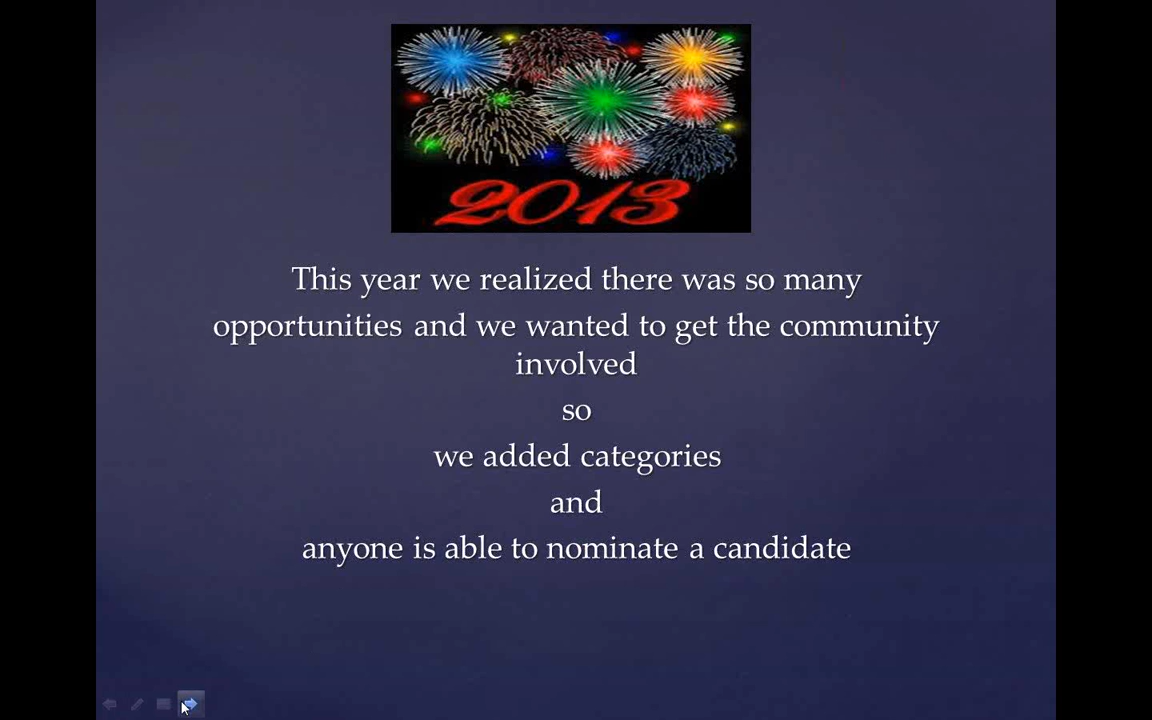 2013
This year we realized there was so many
opportunities and we wanted to get the community
involved
so
we added categories
and
anyone is able to nominate a candidate